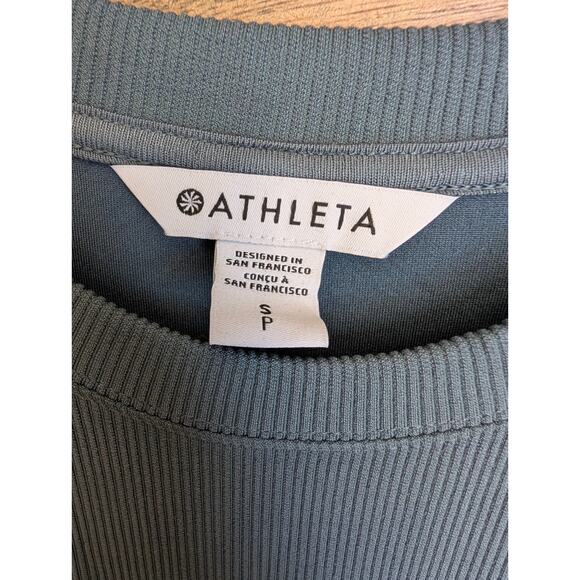 ATHLETA
DESIGNED IN
SAN FRANCISCO
CONÇU À
SAN FRANCISCO
S
P